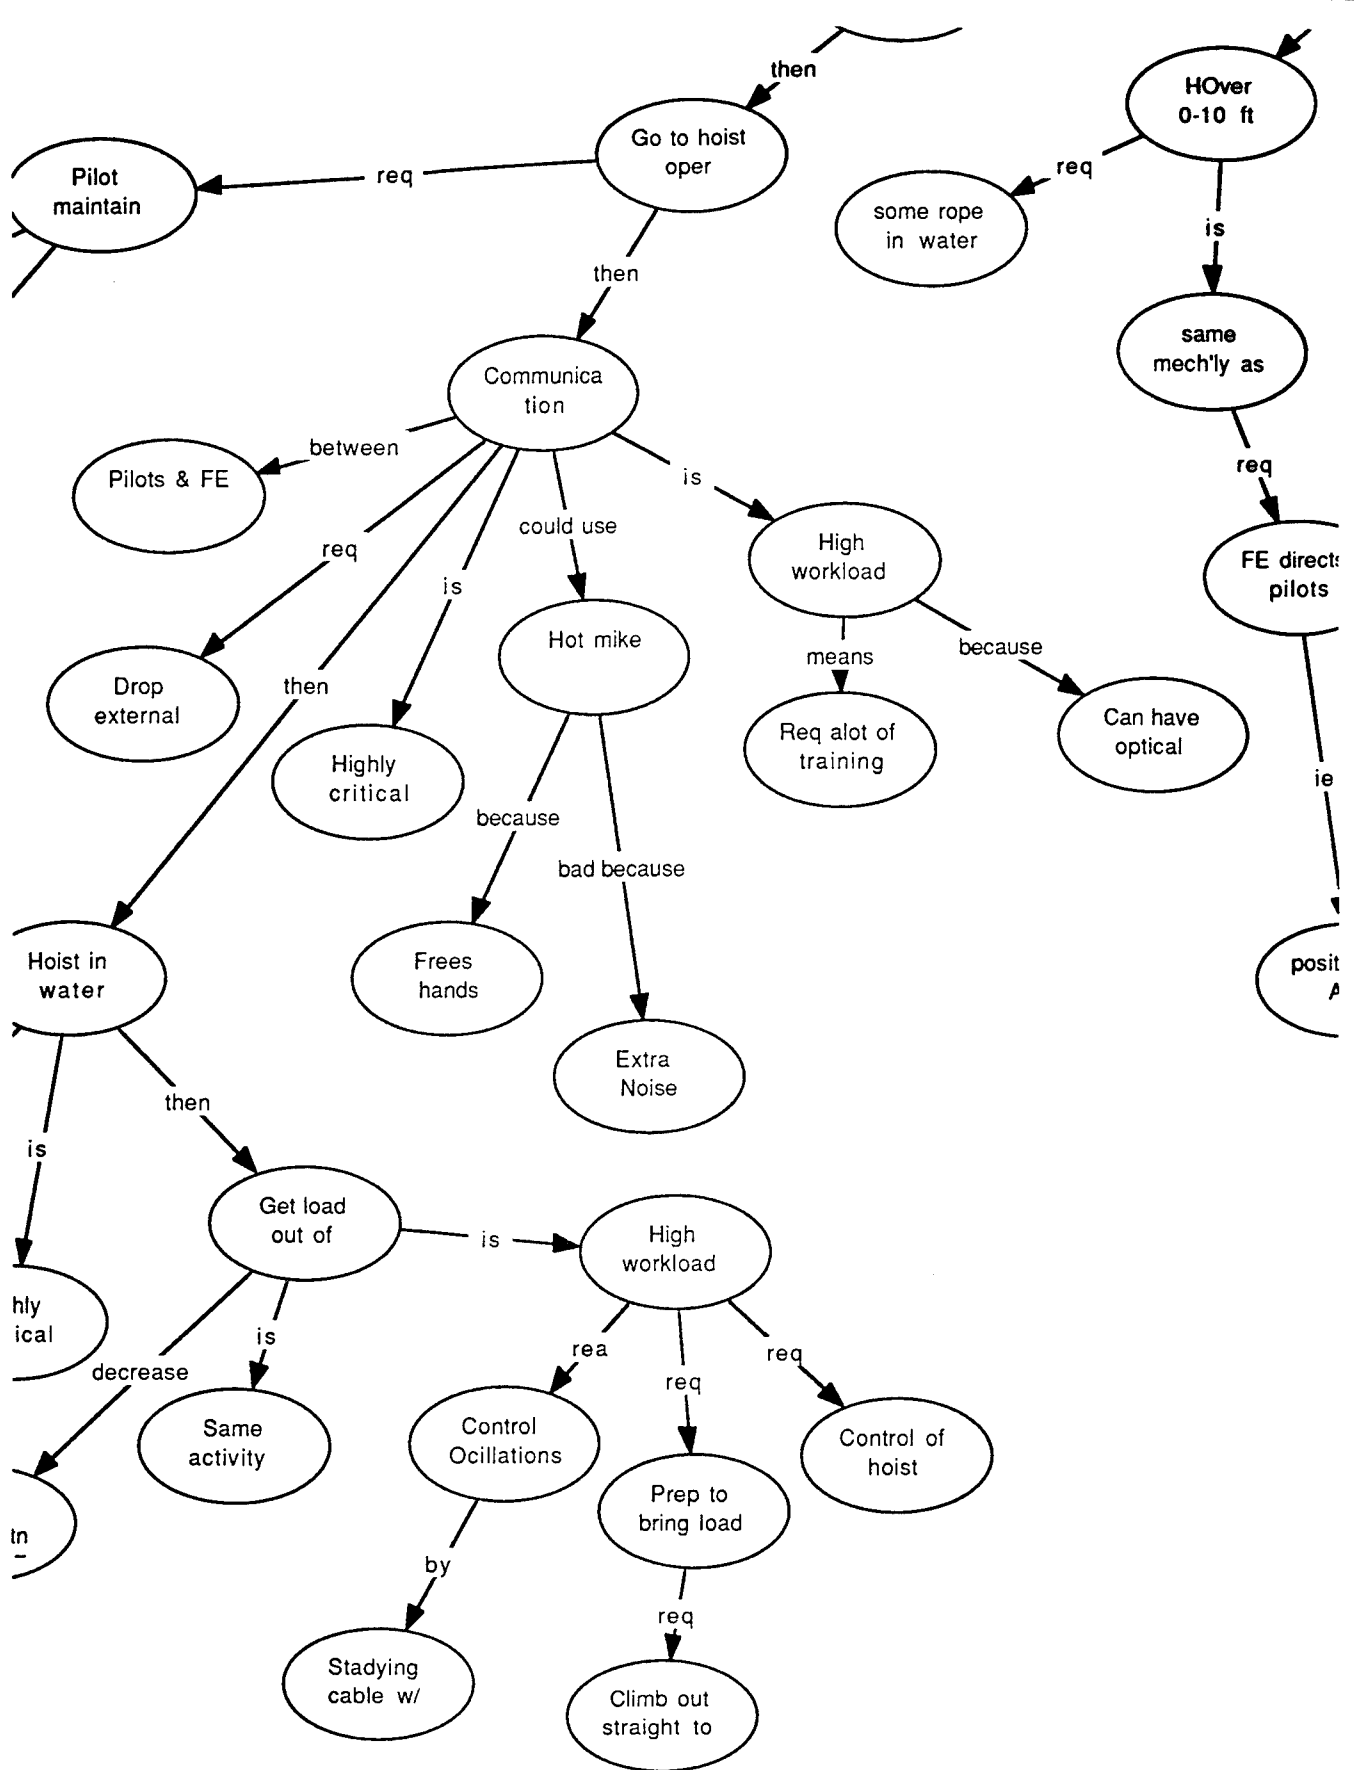 then
HOver
0-10 ft
Go to hoist
oper
Pilot
maintain
req
req
some rope
in water
is
then
same
mech'ly as
Communica
tion
between
Pilots & FE
is
req
could use
req
High
workload
FE directs
pilots
is
Hot mike
because
means
Drop
external
then
Can have
optical
Req alot of
training
Highly
critical
ie
because
bad because
Hoist in
water
Frees
hands
posit
A
Extra
Noise
then
is
Get load
out of
is
High
workload
hly
ical
is
rea
req
req
decrease
Same
activity
Control
Ocillations
Control of
hoist
Prep to
bring load
tn
by
req
Stadying
cable w/
Climb out
straight to